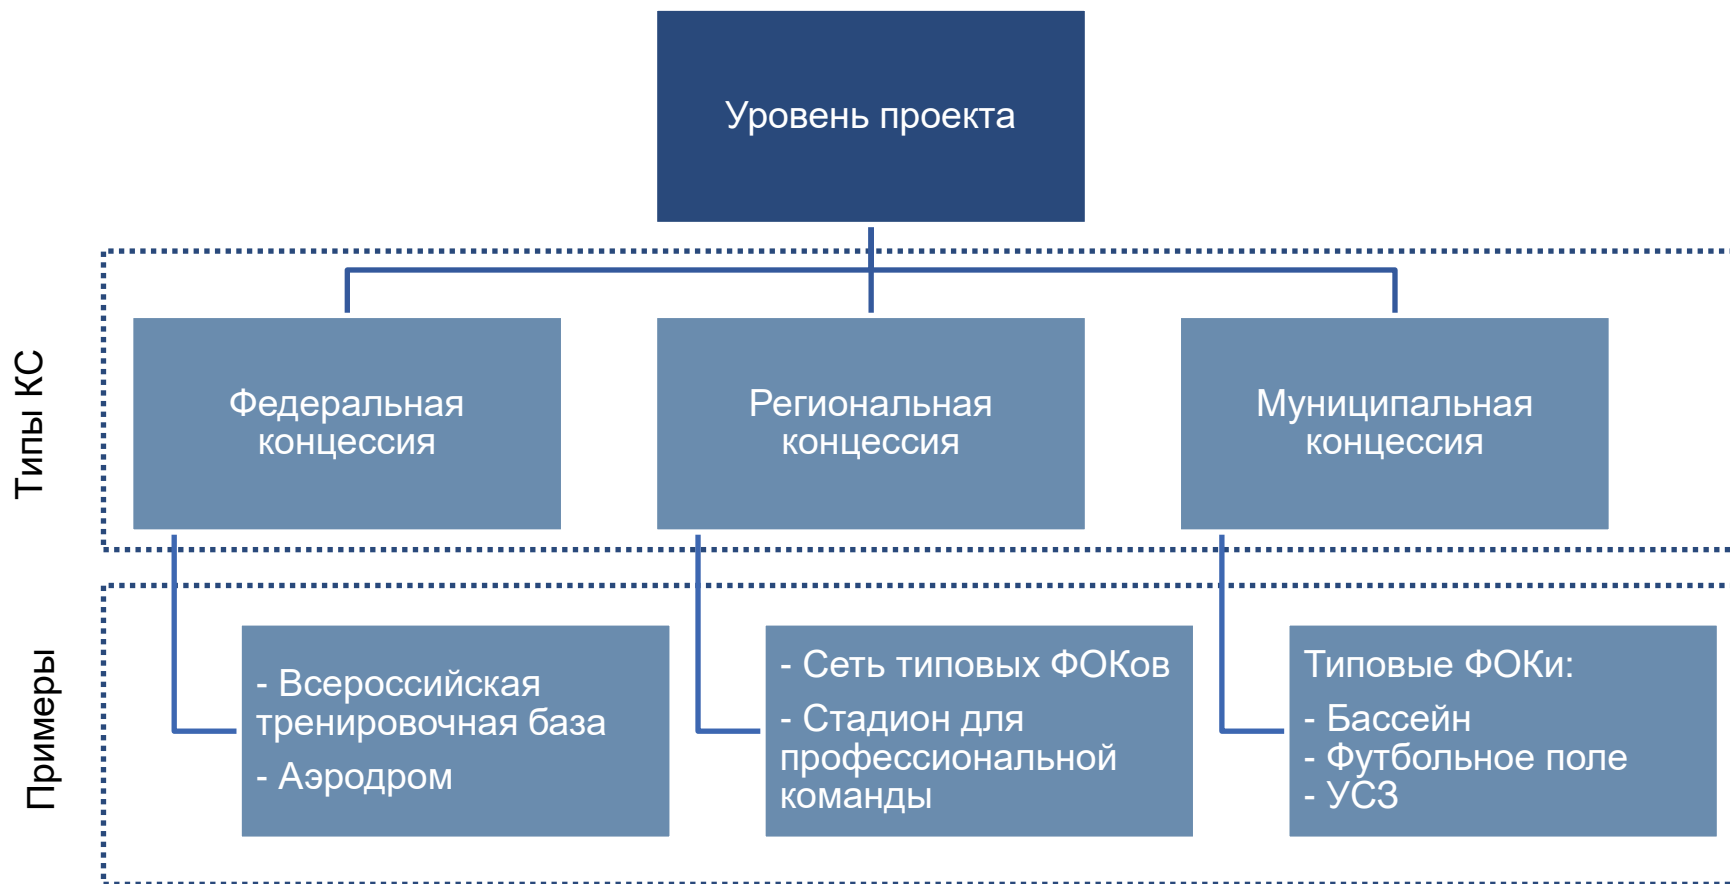 Уровень проекта
Типы КС
Федеральная
концессия
Региональная
концессия
Муниципальная
концессия
Примеры
- Всероссийская
тренировочная база
- Аэродром
- Сеть типовых ФОКов
- Стадион для
профессиональной
команды
Типовые ФОКи:
- Бассейн
- Футбольное поле
- УСЗ